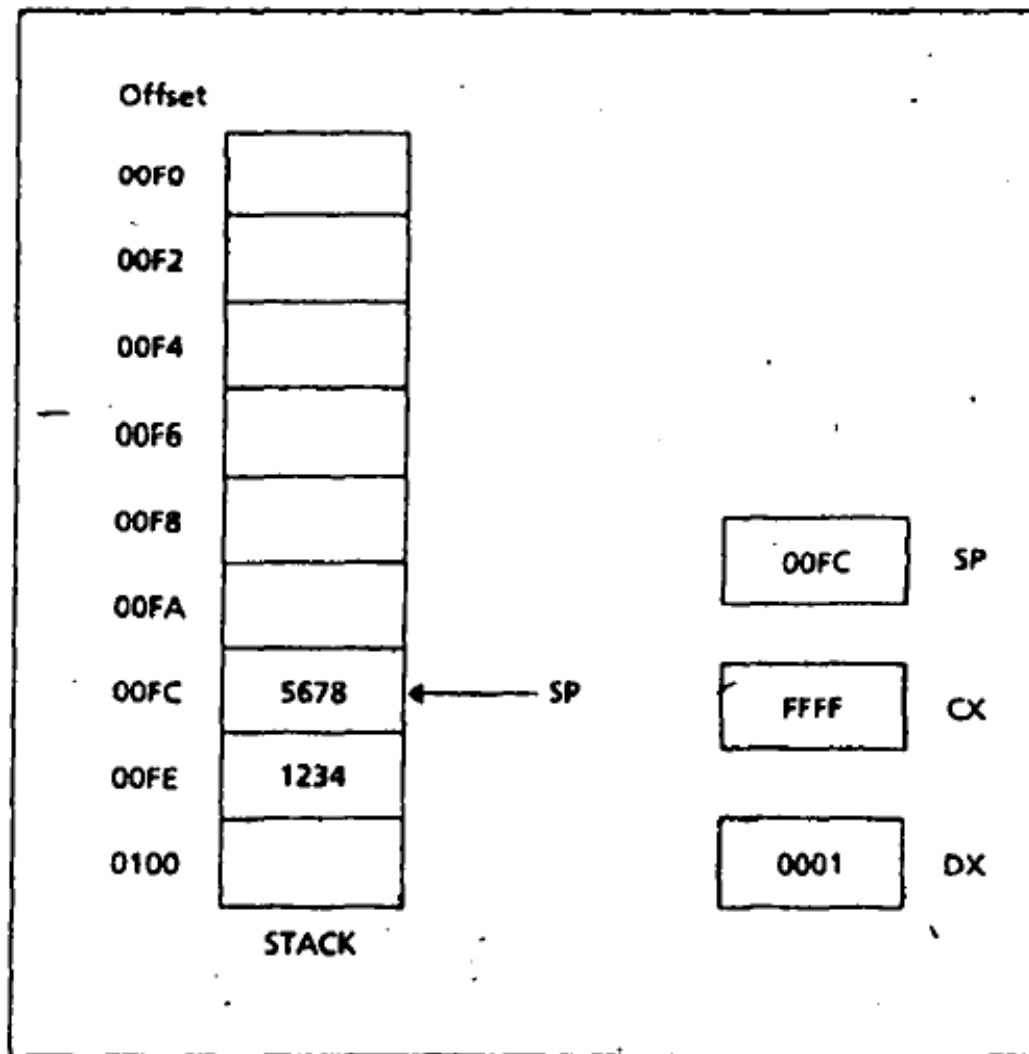 Offset
00F0
00F2
00F4
00F6
00F8
00FC SP
00FA
FFFF CX
00FC 5678 SP
00FE 1234
0001 DX
0100
STACK